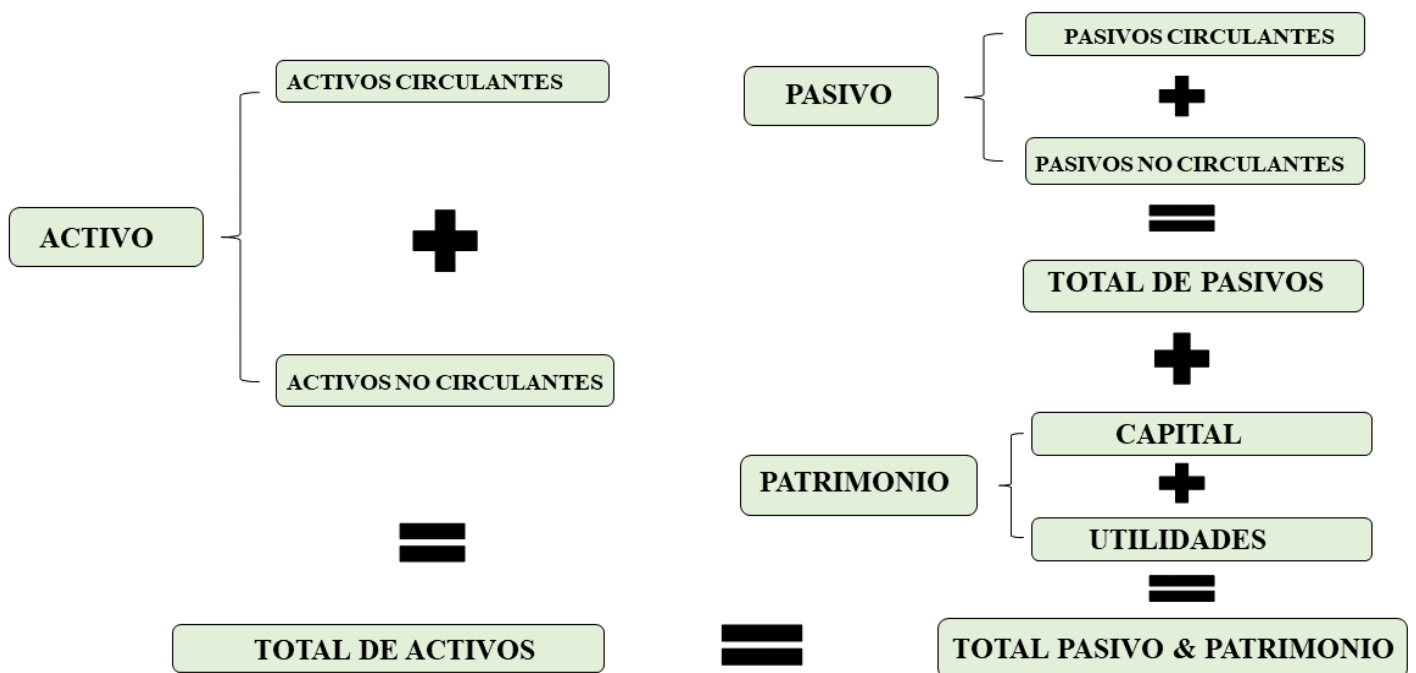 ACTIVO
ACTIVOS CIRCULANTES
ACTIVOS NO CIRCULANTES
TOTAL DE ACTIVOS
PASIVO
PASIVOS CIRCULANTES
PASIVOS NO CIRCULANTES
TOTAL DE PASIVOS
PATRIMONIO
CAPITAL
UTILIDADES
TOTAL PASIVO & PATRIMONIO